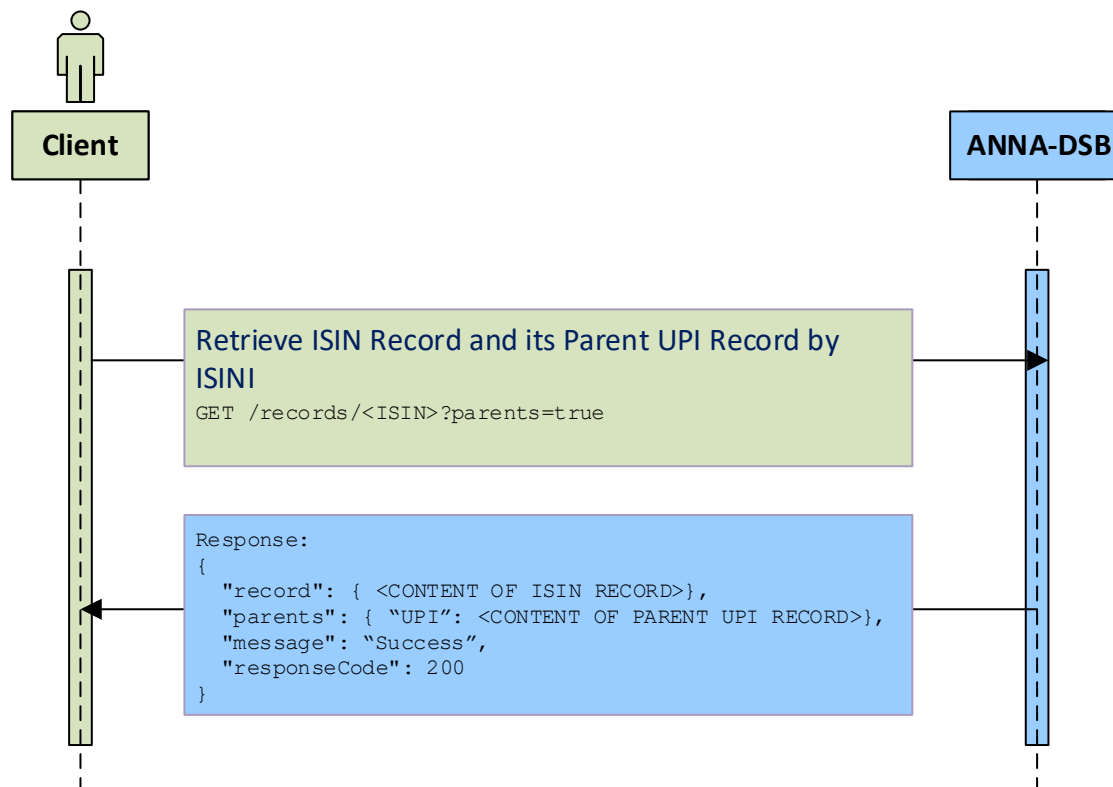 Client
ANNA-DSB
Retrieve ISIN Record and its Parent UPI Record by
ISINI
GET /records/<ISIN>?parents=true
Response:
{
  "record": { <CONTENT OF ISIN RECORD>},
  "parents": { “UPI”: <CONTENT OF PARENT UPI RECORD>},
  "message": “Success”,
  "responseCode": 200
}